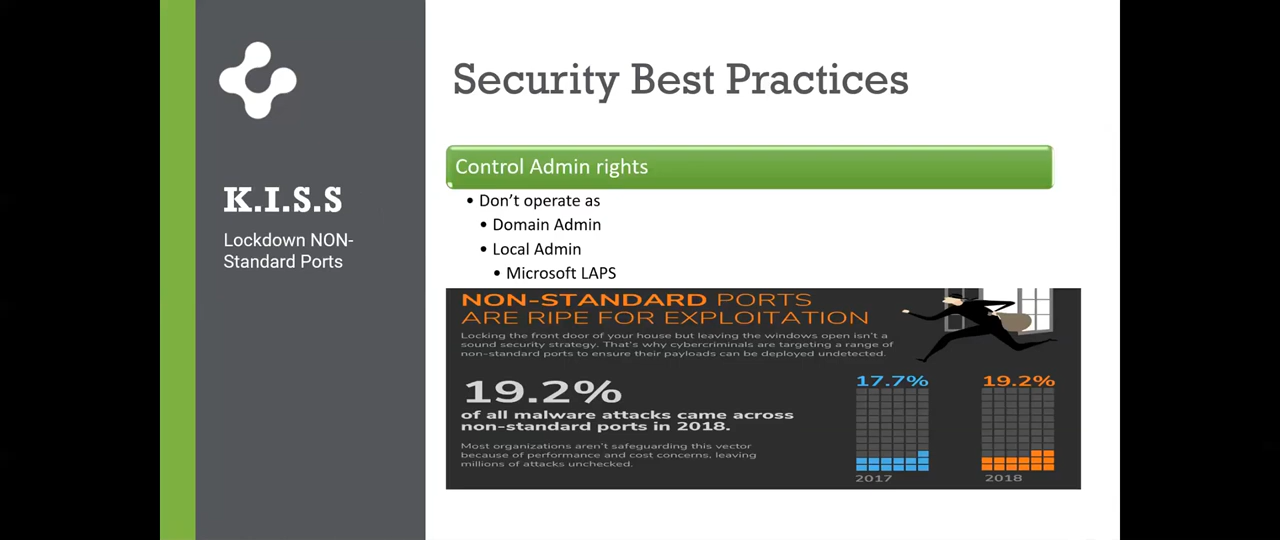 Security Best Practices
K.I.S.S
Lockdown NON-
Standard Ports
Control Admin rights
• Don't operate as
• Domain Admin
• Local Admin
• Microsoft LAPS
NON-STANDARD PORTS
ARE RIPE FOR EXPLOITATION
Locking the front door of your house but leaving the windows open isn't a
sound security strategy. That's why cybercriminals are targeting a range of
non-standard ports to ensure their payloads can be deployed undetected.
19.2%
of all malware attacks came across
non-standard ports in 2018.
Most organizations aren't safeguarding this vector
because of performance and cost concerns, leaving
millions of attacks unchecked.
17.7% 19.2%
2017 2018